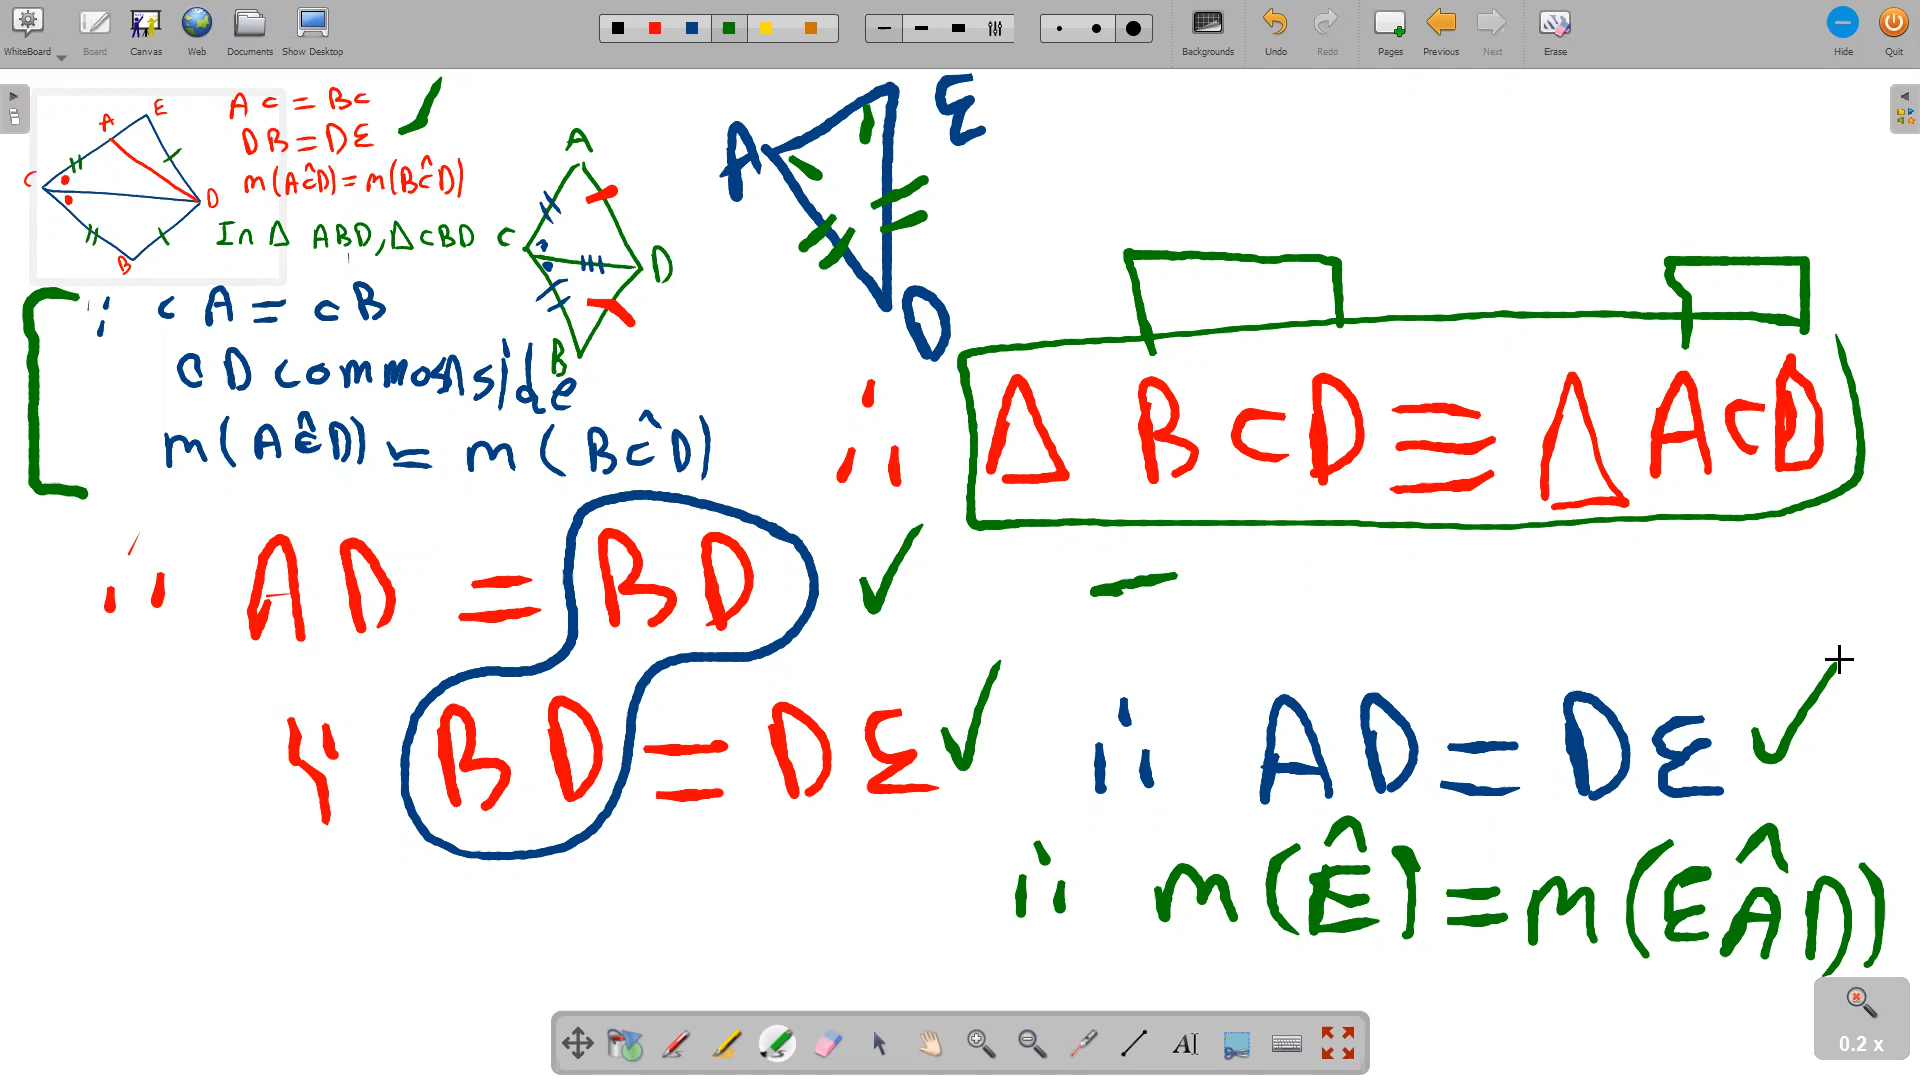 WhiteBoard Board Canvas Web Documents Show Desktop Backgrounds Undo Redo Pages Previous Next Erase Hide Quit
AC = BC
DB = DE
m(AĈD) = m(BĈD)
In Δ ABD, ΔCBD
A E C D B
A C D B
A E D
∵ CA = CB
CD common side
m(AĈD) = m(BĈD)
∴ Δ BCD ≡ Δ ACD
∴ AD = BD ✓
∵ BD = DE ✓
∴ AD = DE ✓
∴ m(Ê) = m(EÂD)
0.2 x